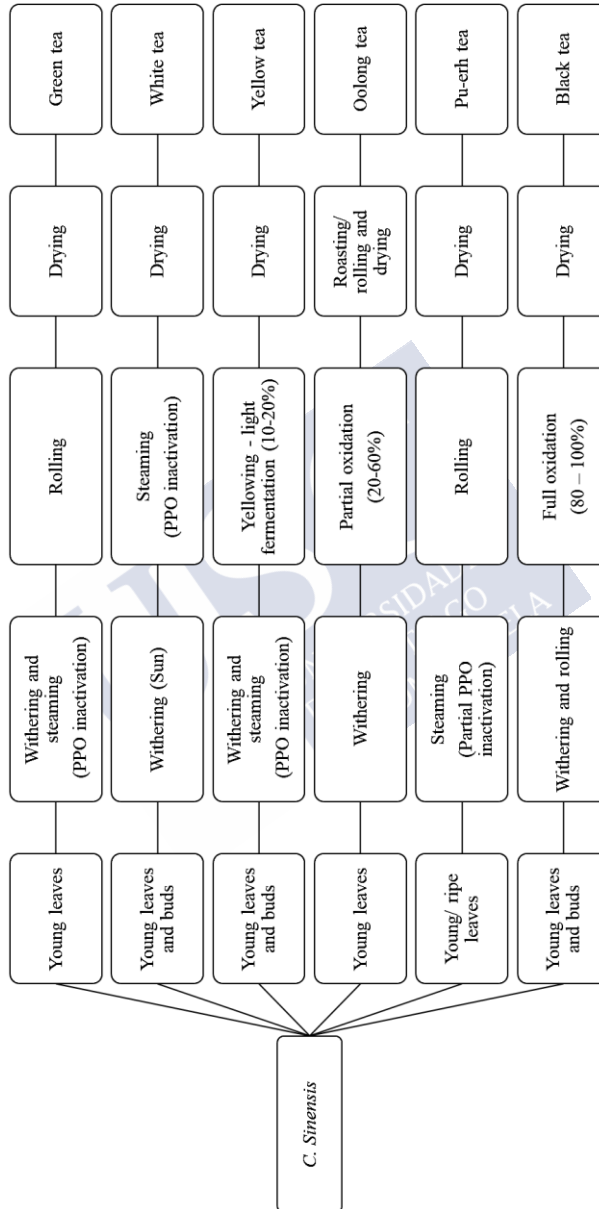 C. Sinensis
Young leaves
and buds
Withering and
steaming
(PPO inactivation)
Rolling
Drying
Green tea
Young leaves
and buds
Withering (Sun)
Steaming
(PPO inactivation)
Drying
White tea
Young leaves
and buds
Withering and
steaming
(PPO inactivation)
Yellowing - light
fermentation (10-20%)
Drying
Yellow tea
Young leaves
Withering
Partial oxidation
(20-60%)
Roasting/
rolling and
drying
Oolong tea
Young/ ripe
leaves
Steaming
(Partial PPO
inactivation)
Rolling
Drying
Pu-erh tea
Young leaves
and buds
Withering and rolling
Full oxidation
(80 – 100%)
Drying
Black tea